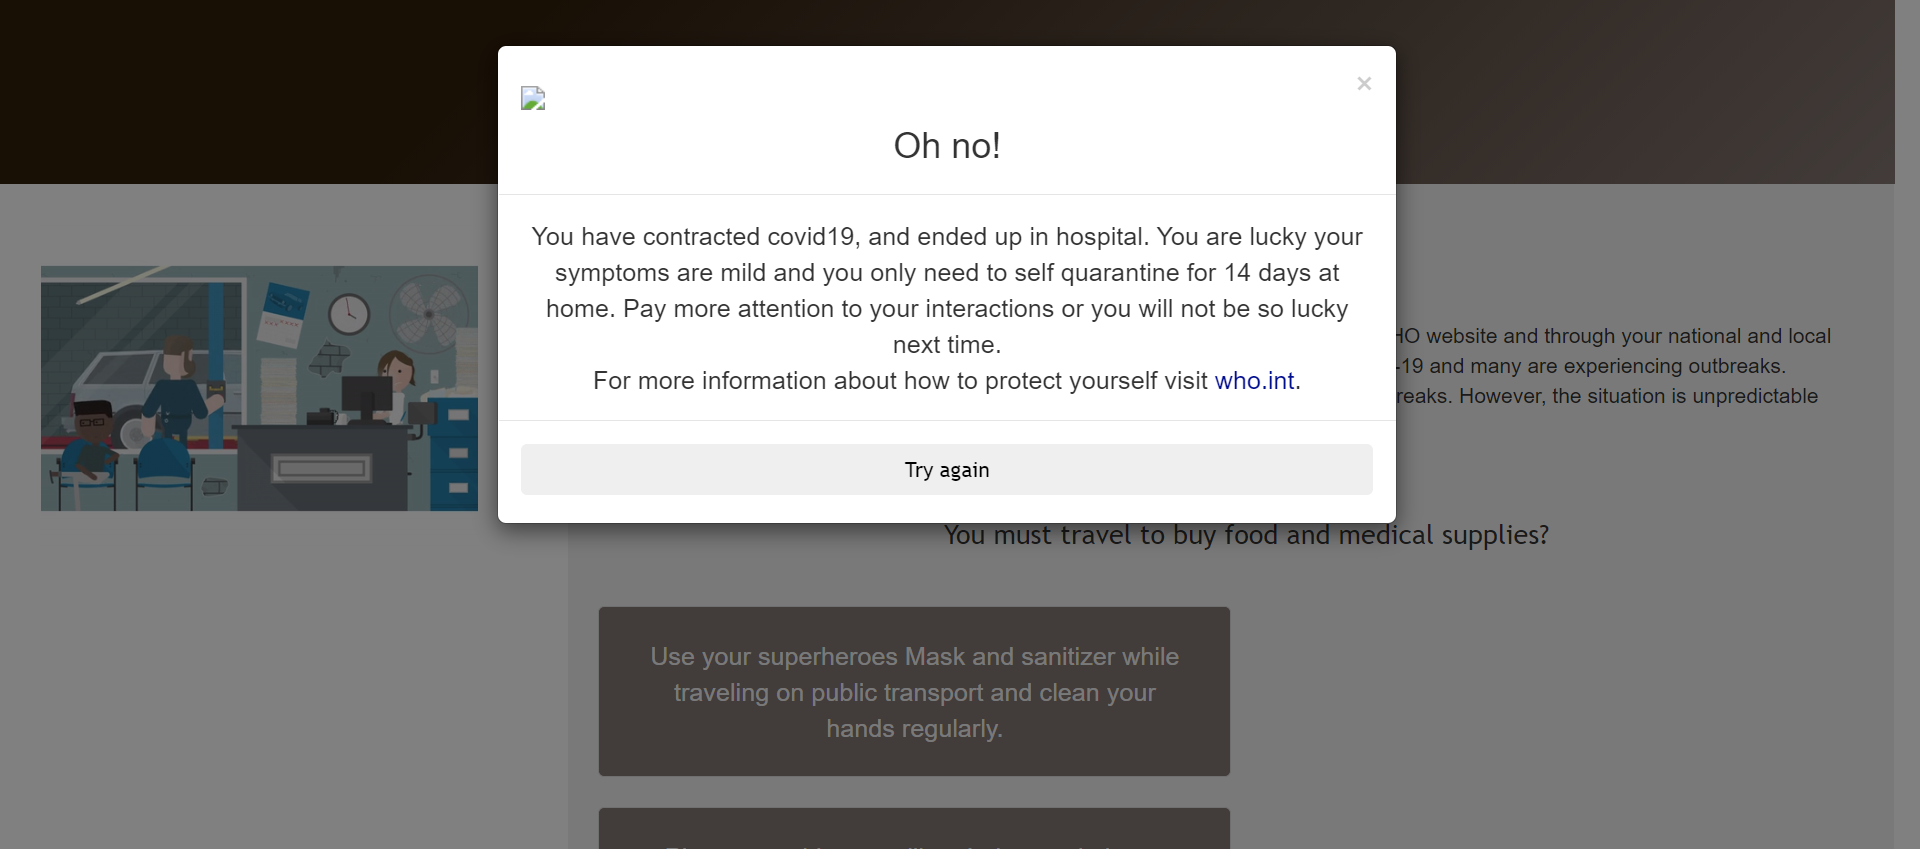 ×
Oh no!
You have contracted covid19, and ended up in hospital. You are lucky your
symptoms are mild and you only need to self quarantine for 14 days at
home. Pay more attention to your interactions or you will not be so lucky
next time.
For more information about how to protect yourself visit who.int.
Try again
HO website and through your national and local
-19 and many are experiencing outbreaks.
reaks. However, the situation is unpredictable
You must travel to buy food and medical supplies?
Use your superheroes Mask and sanitizer while
traveling on public transport and clean your
hands regularly.